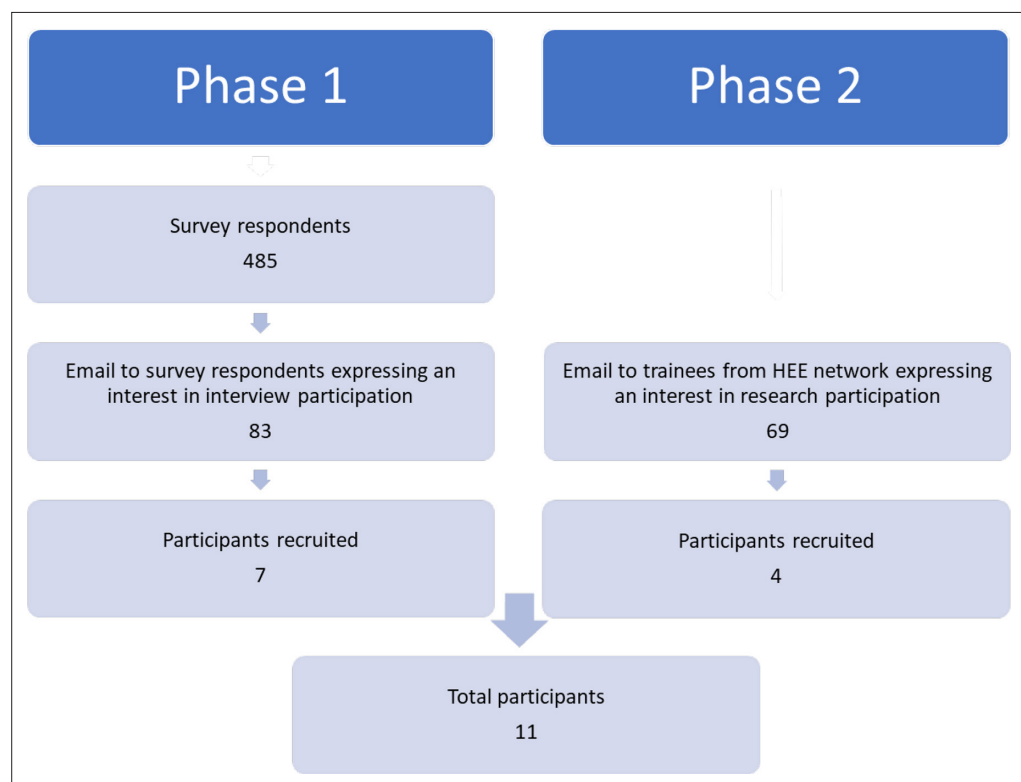 Phase 1
Survey respondents
485
Email to survey respondents expressing an
interest in interview participation
83
Participants recruited
7
Phase 2
Email to trainees from HEE network expressing
an interest in research participation
69
Participants recruited
4
Total participants
11